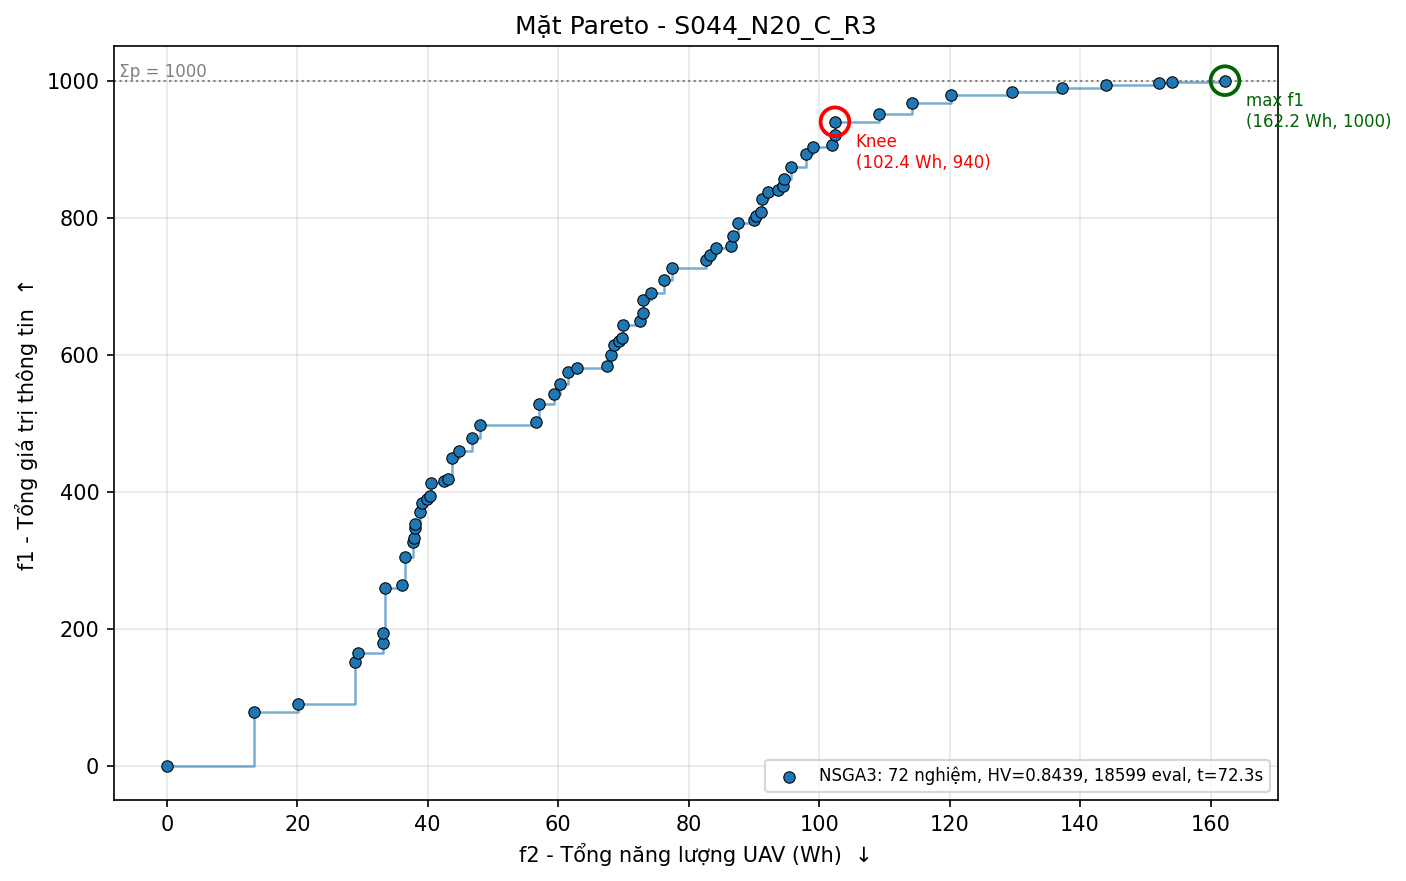 Mặt Pareto - S044_N20_C_R3
Σp = 1000
max f1
(162.2 Wh, 1000)
Knee
(102.4 Wh, 940)
1000
800
600
400
200
0
f1 - Tổng giá trị thông tin ↑
NSGA3: 72 nghiệm, HV=0.8439, 18599 eval, t=72.3s
0 20 40 60 80 100 120 140 160
f2 - Tổng năng lượng UAV (Wh) ↓